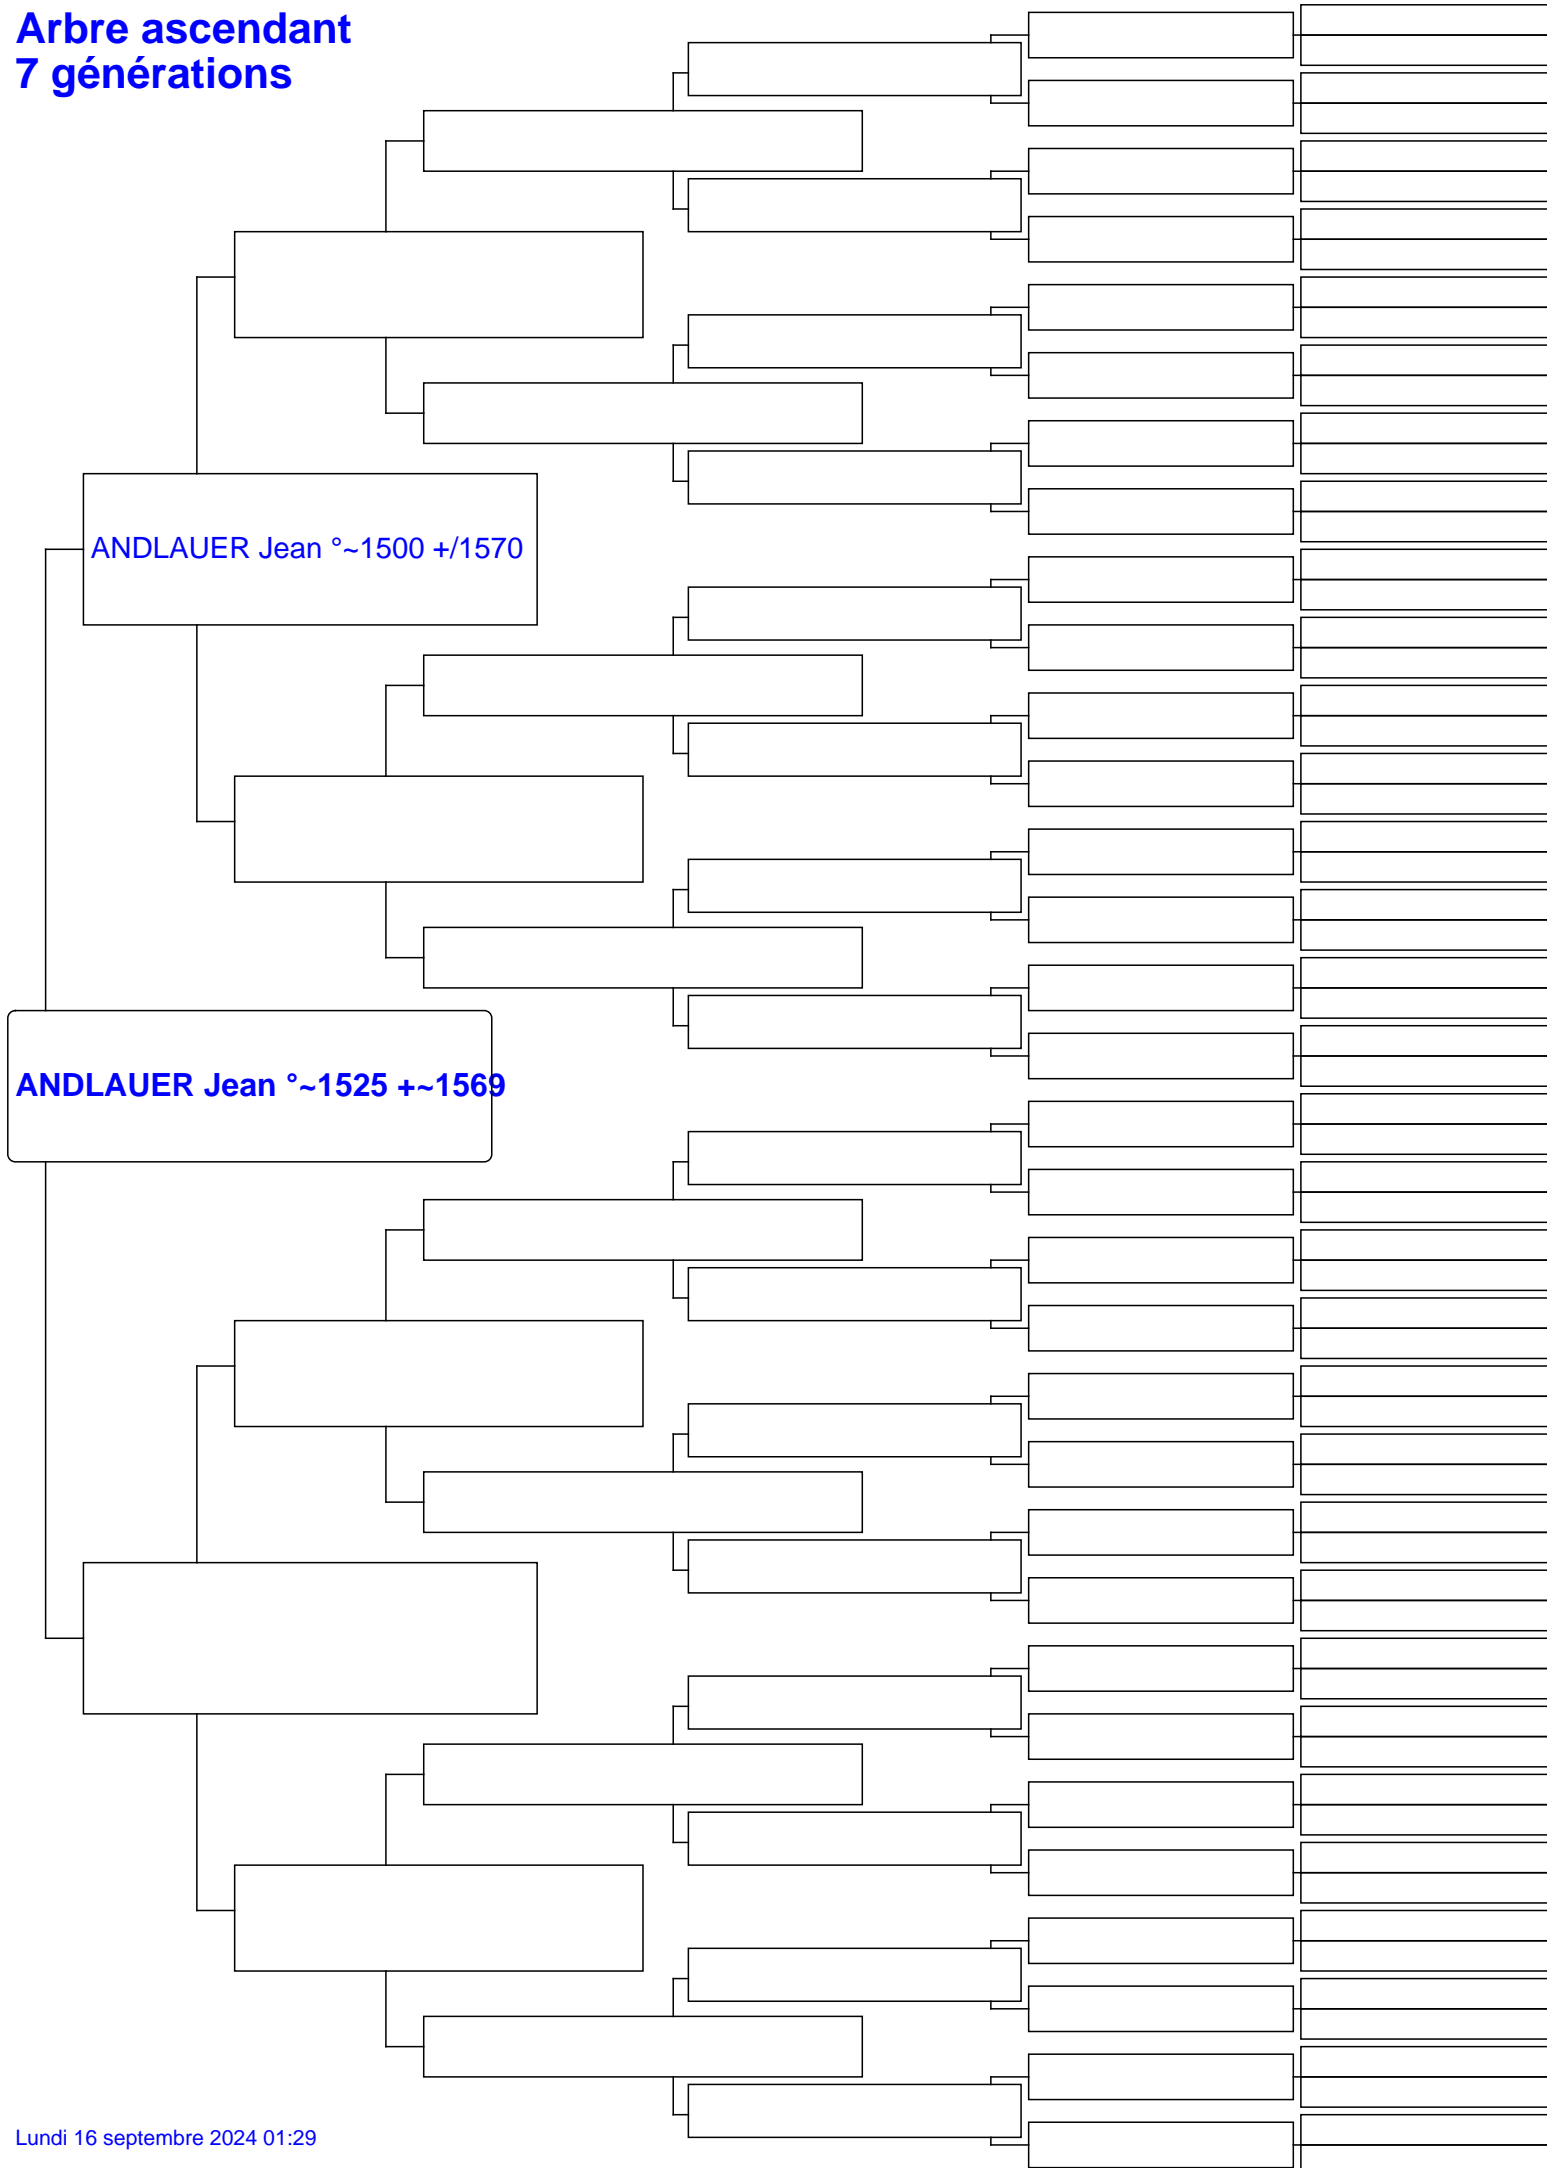 Arbre ascendant
7 générations
ANDLAUER Jean °~1500 +/1570
ANDLAUER Jean °~1525 +~1569
Lundi 16 septembre 2024 01:29